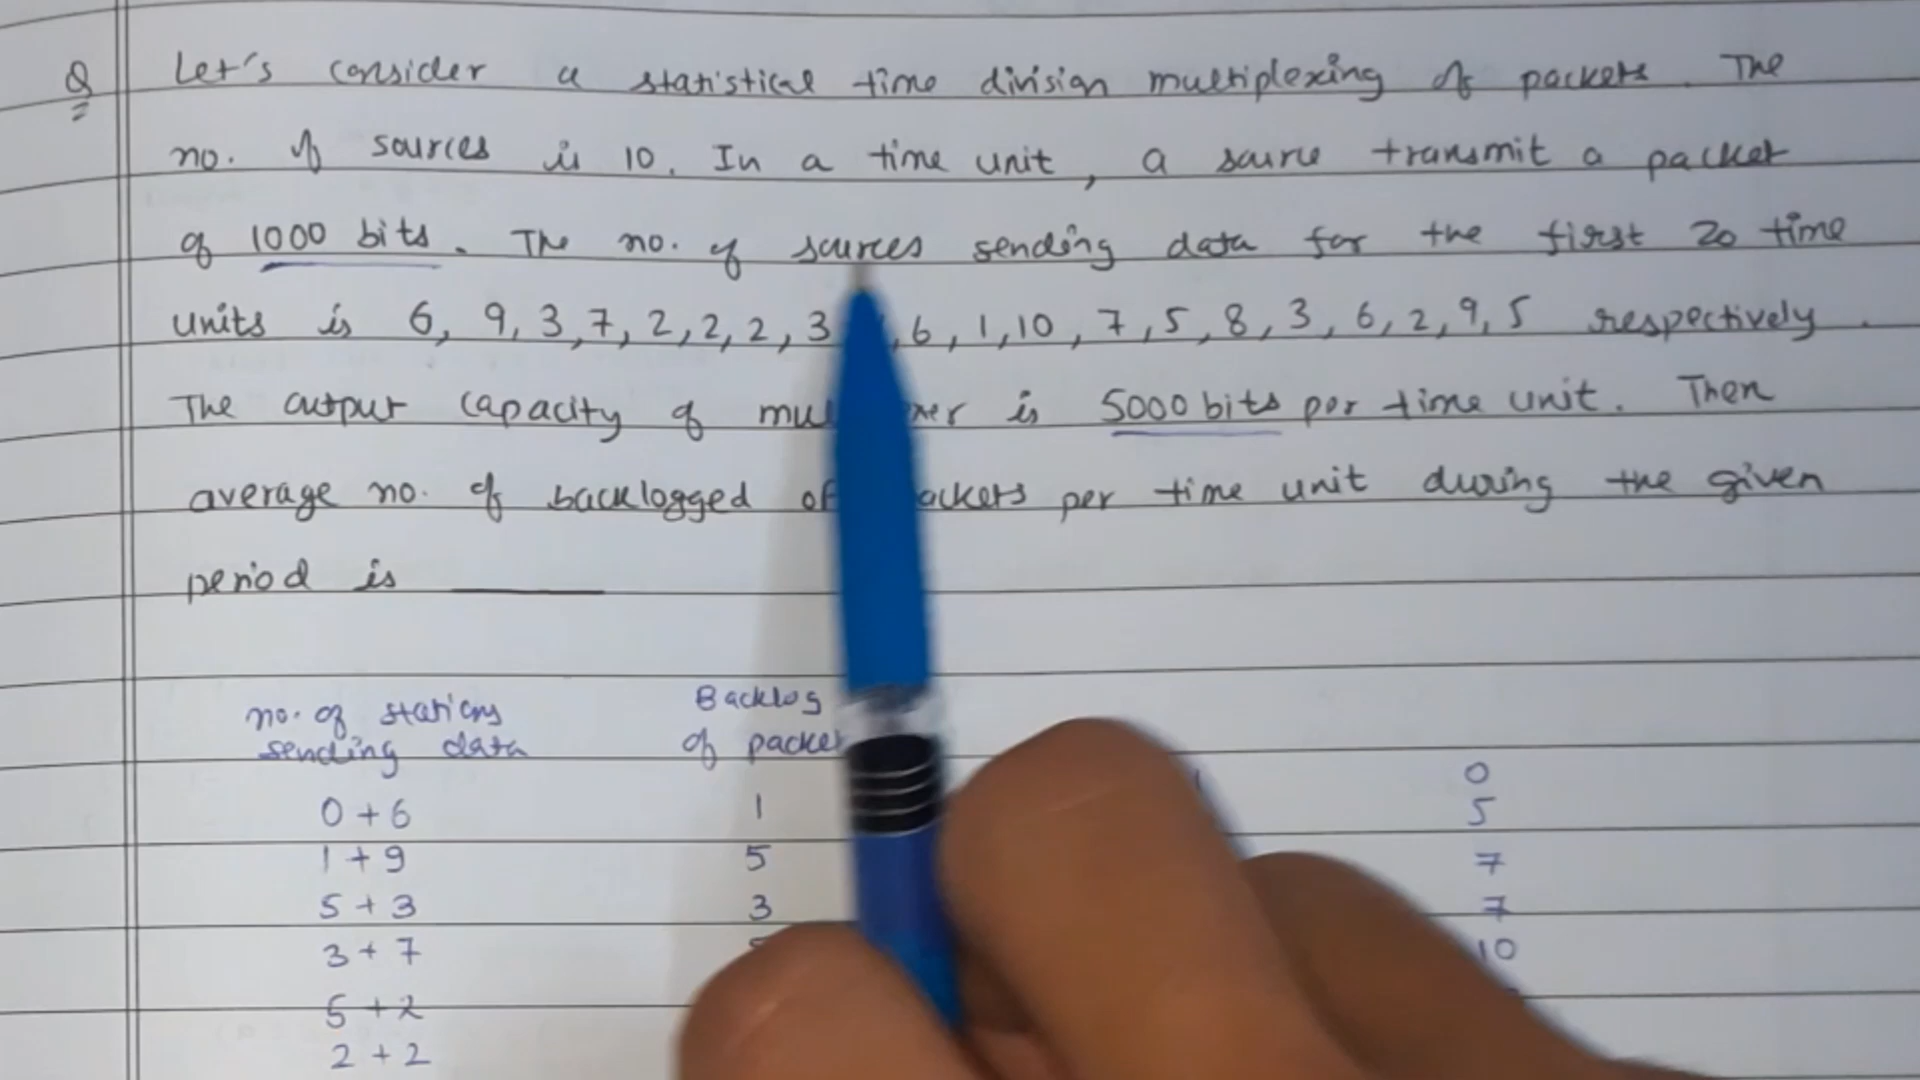 Q Let's consider a statistical time division multiplexing of packets. The
no. of sources is 10. In a time unit, a source transmit a packet
of 1000 bits. The no. of sources sending data for the first 20 time
units is 6, 9, 3, 7, 2, 2, 2, 3 , 6, 1, 10, 7, 5, 8, 3, 6, 2, 9, 5 respectively.
The output capacity of is 5000 bits per time unit. Then
average no. of backlogged of per time unit during the given
period is
no. of stations Backlog
sending data of packet
0
0 + 6 1 5
1 + 9 5 7
5 + 3 3 7
3 + 7 10
5 + 2
2 + 2